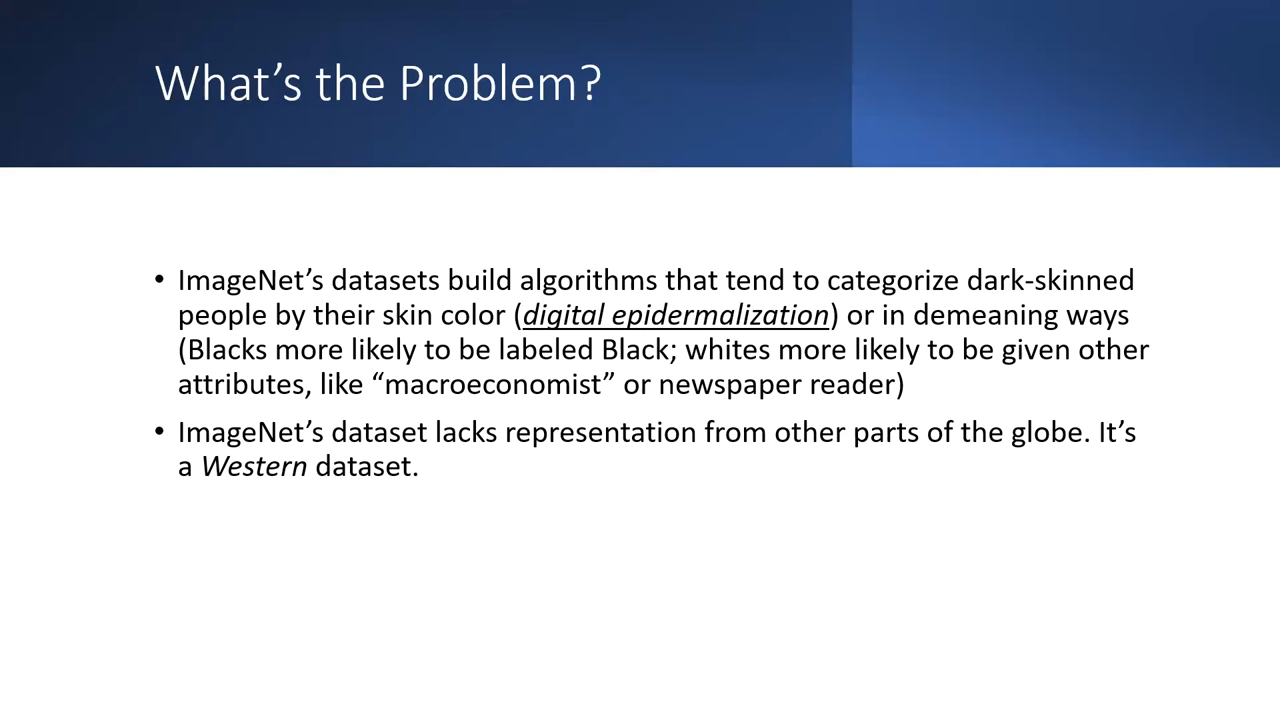 What’s the Problem?
• ImageNet’s datasets build algorithms that tend to categorize dark-skinned
people by their skin color (digital epidermalization) or in demeaning ways
(Blacks more likely to be labeled Black; whites more likely to be given other
attributes, like “macroeconomist” or newspaper reader)
• ImageNet’s dataset lacks representation from other parts of the globe. It’s
a Western dataset.